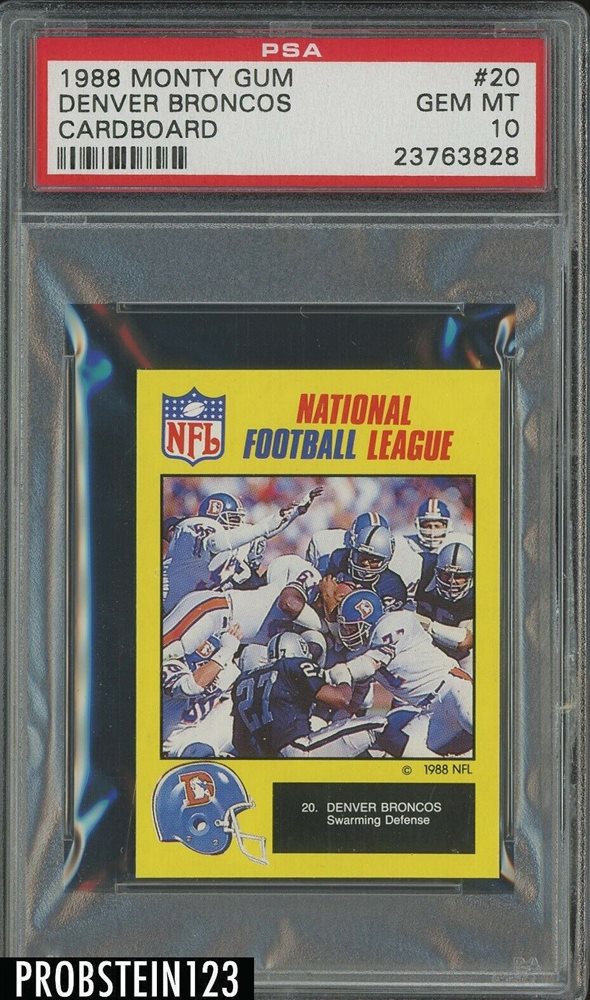 PSA
1988 MONTY GUM #20
DENVER BRONCOS GEM MT
CARDBOARD 10
23763828
NFL
NATIONAL
FOOTBALL LEAGUE
27
© 1988 NFL
20. DENVER BRONCOS
Swarming Defense
PROBSTEIN123